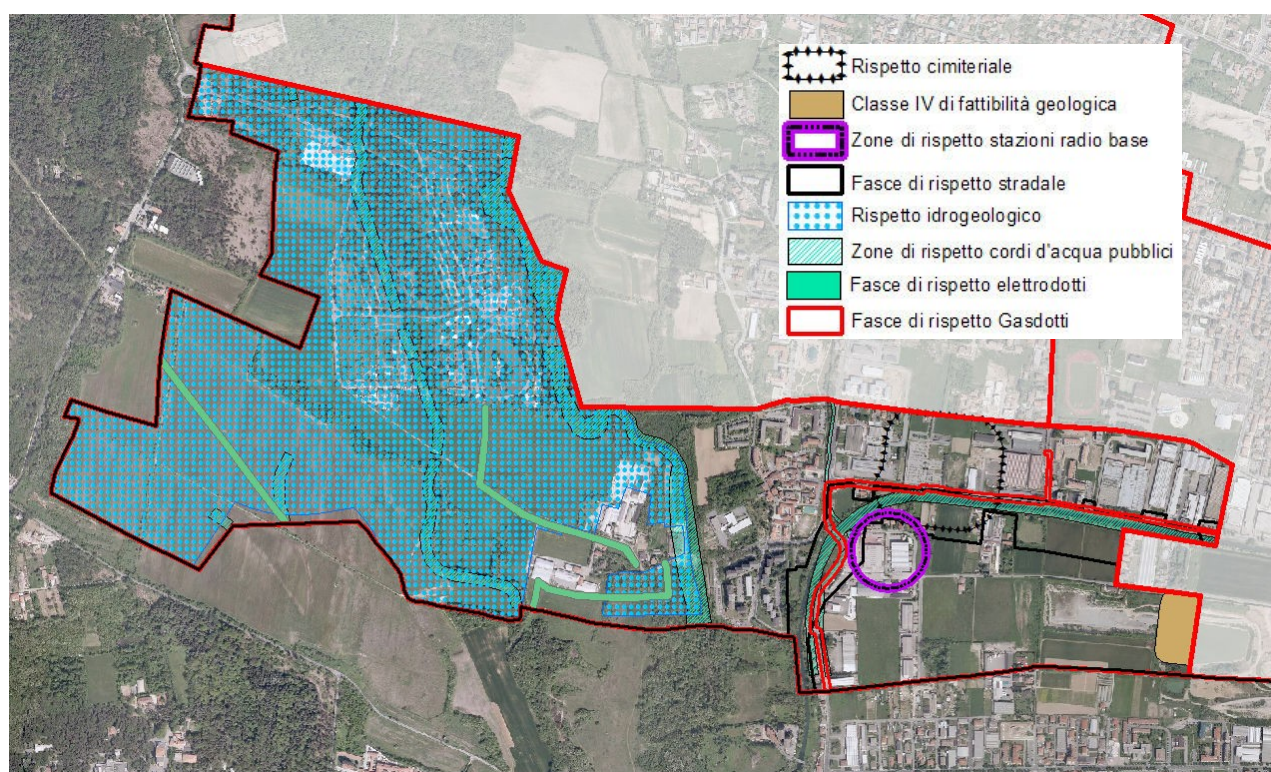 Rispetto cimiteriale
Classe IV di fattibilità geologica
Zone di rispetto stazioni radio base
Fasce di rispetto stradale
Rispetto idrogeologico
Zone di rispetto cordi d'acqua pubblici
Fasce di rispetto elettrodotti
Fasce di rispetto Gasdotti